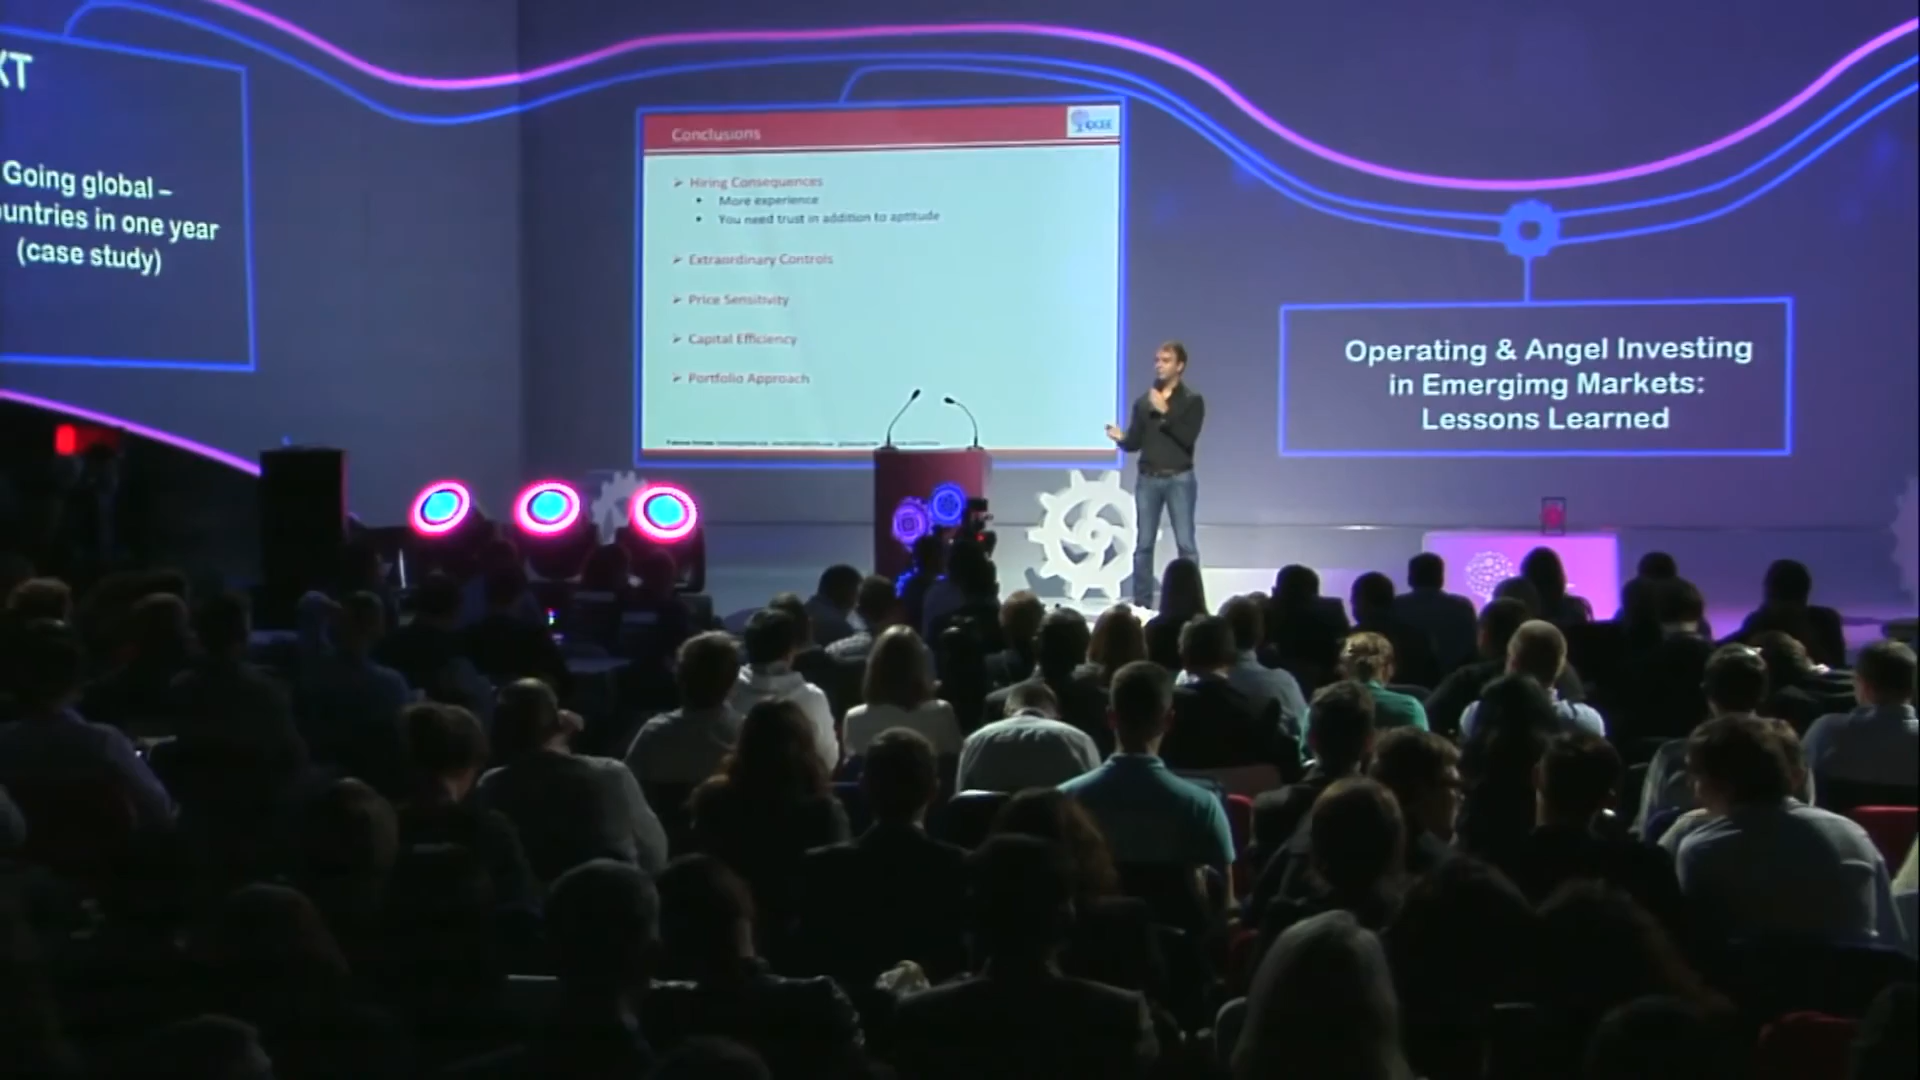 XT
Going global –
untries in one year
(case study)
Conclusions
Hiring Consequences
More experience
You need trust in addition to aptitude
Extraordinary Controls
Price Sensitivity
Capital Efficiency
Portfolio Approach
Operating & Angel Investing
in Emergimg Markets:
Lessons Learned